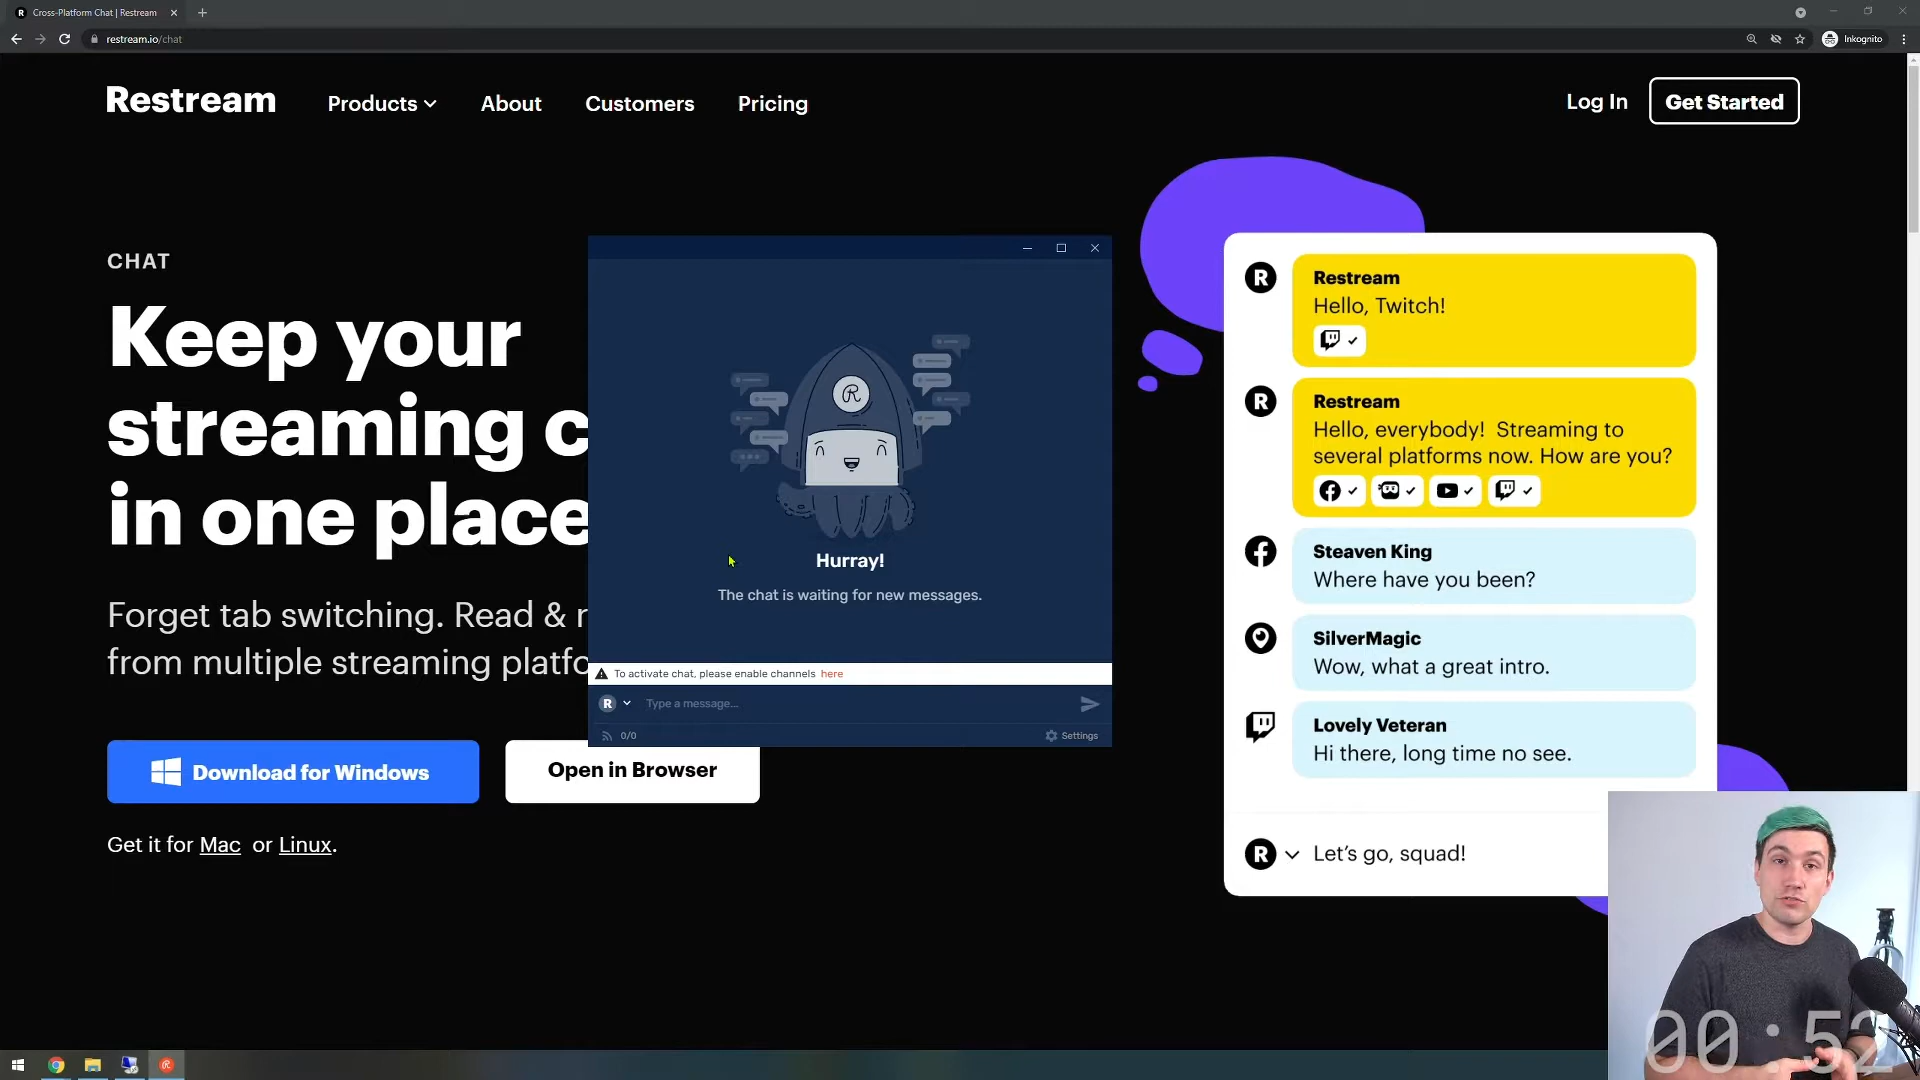 Cross-Platform Chat | Restream
restream.io/chat
Inkognito
Restream
Products
About
Customers
Pricing
Log In
Get Started
CHAT
Keep your
streaming c
in one place
Forget tab switching. Read & r
from multiple streaming platfo
Download for Windows
Open in Browser
Get it for Mac or Linux.
R
Hurray!
The chat is waiting for new messages.
To activate chat, please enable channels here
R
Type a message...
0/0
Settings
R
Restream
Hello, Twitch!
R
Restream
Hello, everybody! Streaming to
several platforms now. How are you?
Steaven King
Where have you been?
SilverMagic
Wow, what a great intro.
Lovely Veteran
Hi there, long time no see.
R
Let's go, squad!
00:52